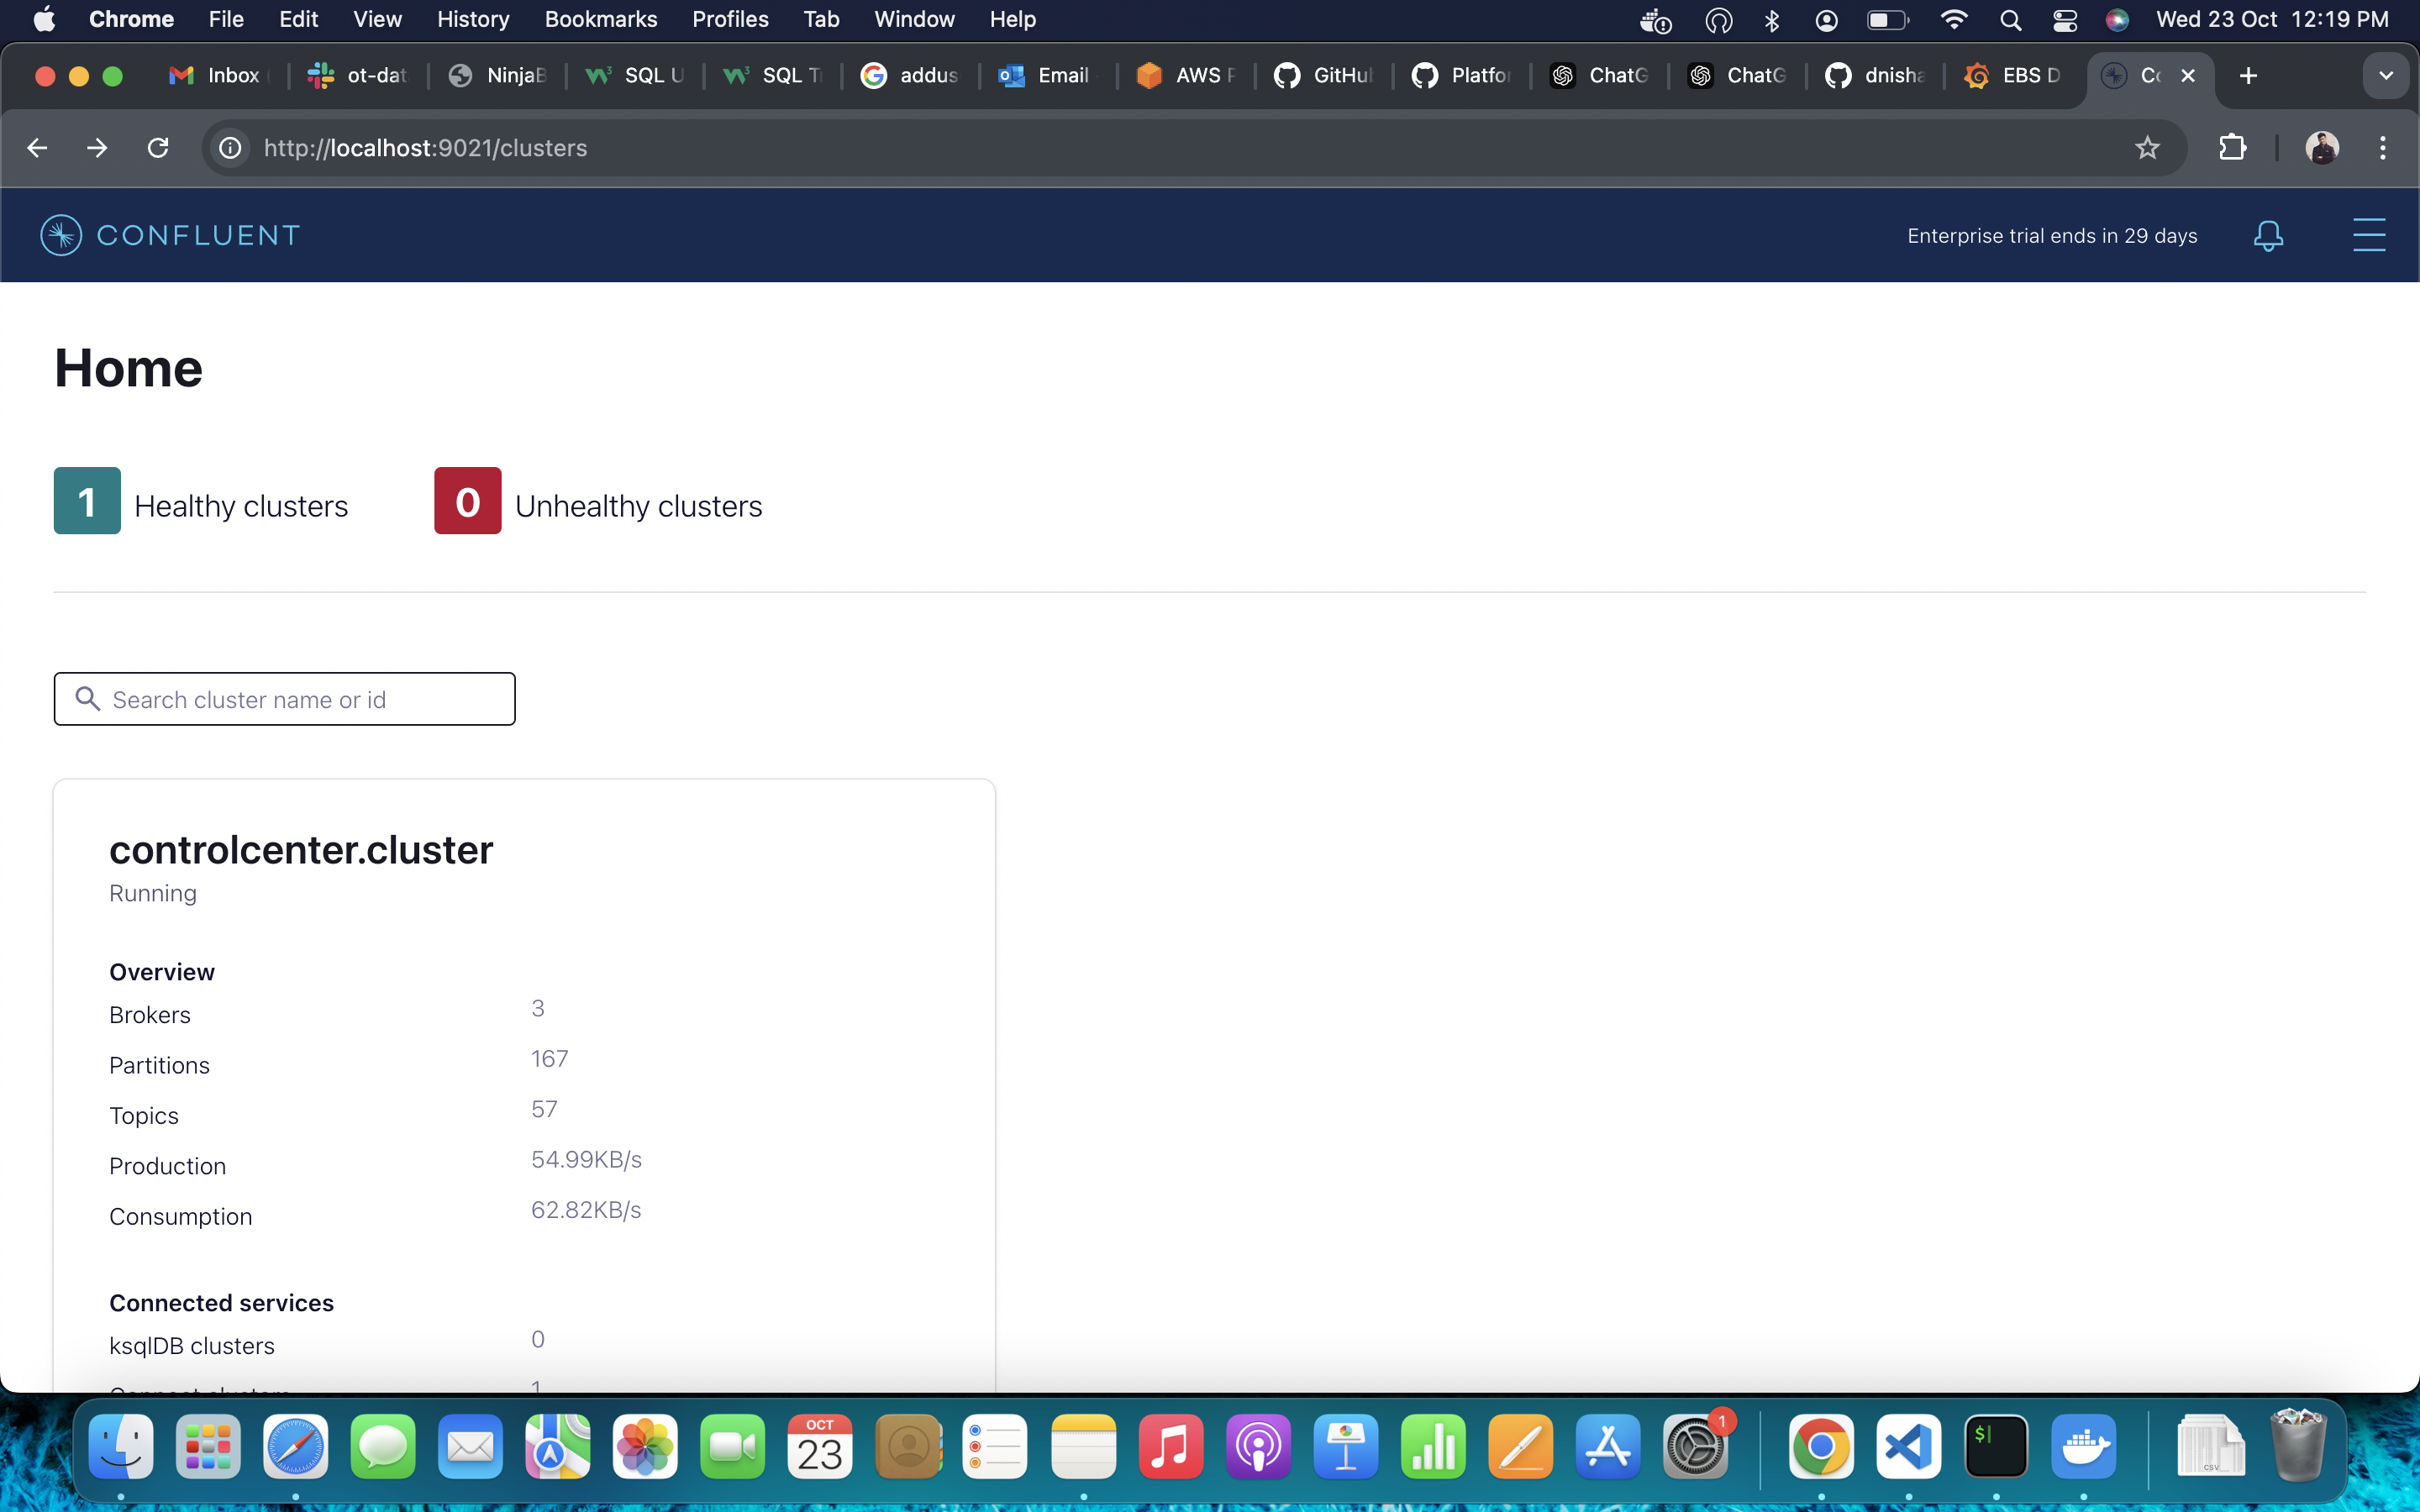 Chrome File Edit View History Bookmarks Profiles Tab Window Help Wed 23 Oct 12:19 PM
Inbox ot-dat NinjaB SQL U SQL T addus Email AWS P GitHu Platfo ChatG ChatG dnisha EBS D Co
http://localhost:9021/clusters
CONFLUENT Enterprise trial ends in 29 days
Home
1 Healthy clusters 0 Unhealthy clusters
Search cluster name or id
controlcenter.cluster
Running
Overview
Brokers 3
Partitions 167
Topics 57
Production 54.99KB/s
Consumption 62.82KB/s
Connected services
ksqlDB clusters 0
Connect clusters 1
OCT
23
1
$
CSV